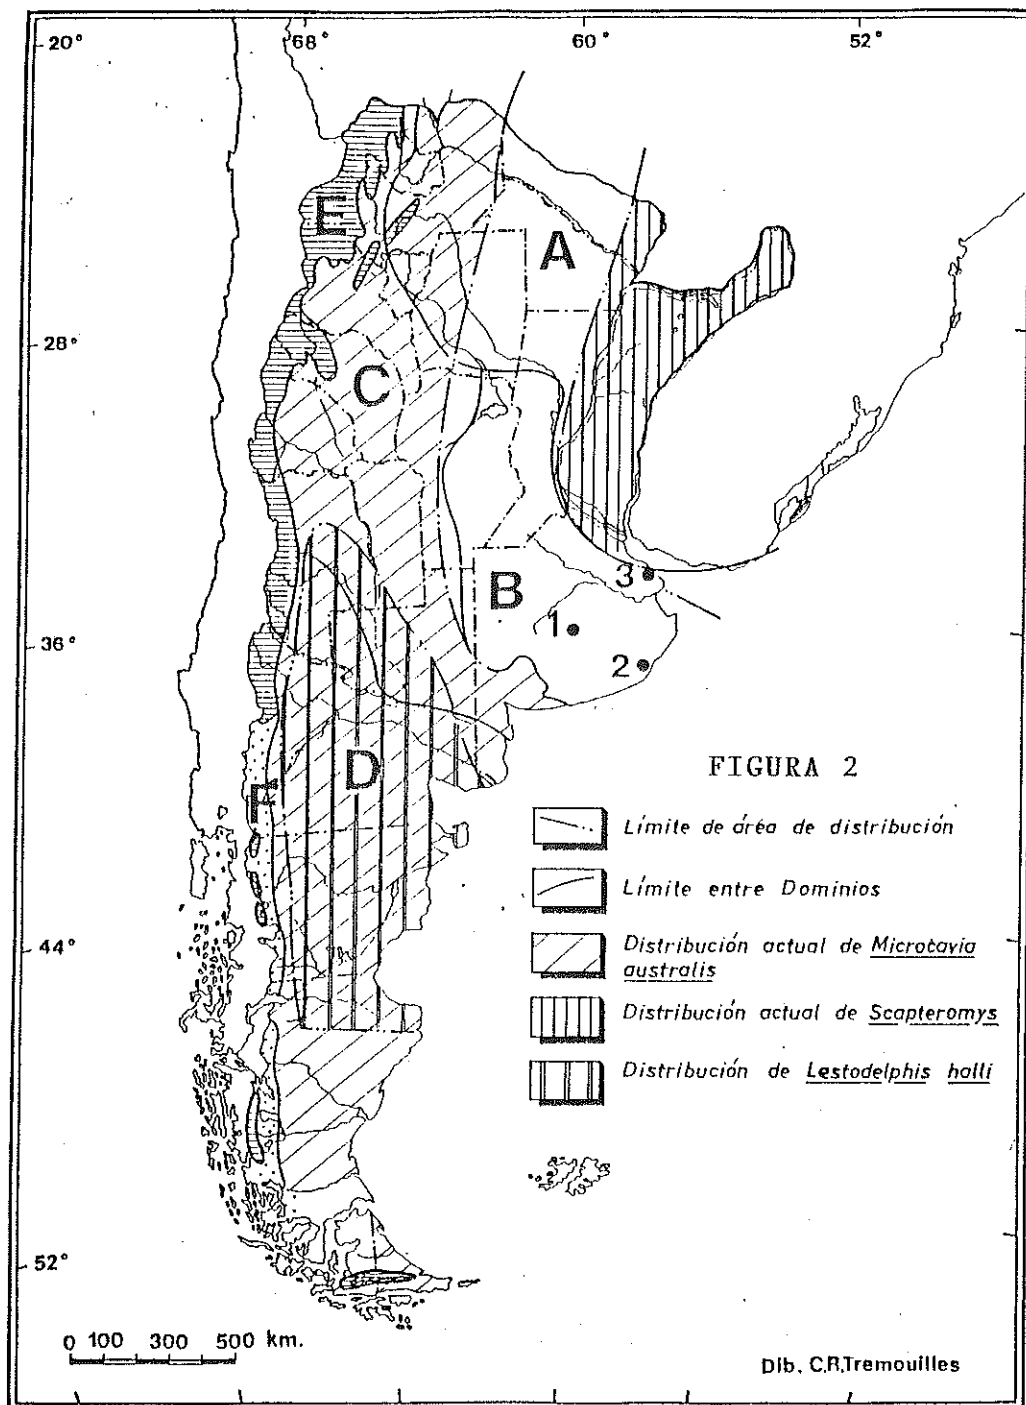 20° 68° 60° 52°
E
A
28°
C
B
3
1
36°
2
D
FIGURA 2
F
Límite de área de distribución
Límite entre Dominios
44°
Distribución actual de Microcavia
australis
Distribución actual de Scapteromys
Distribución de Lestodelphis halli
52°
0 100 300 500 km.
Dib. C.R.Tremouilles